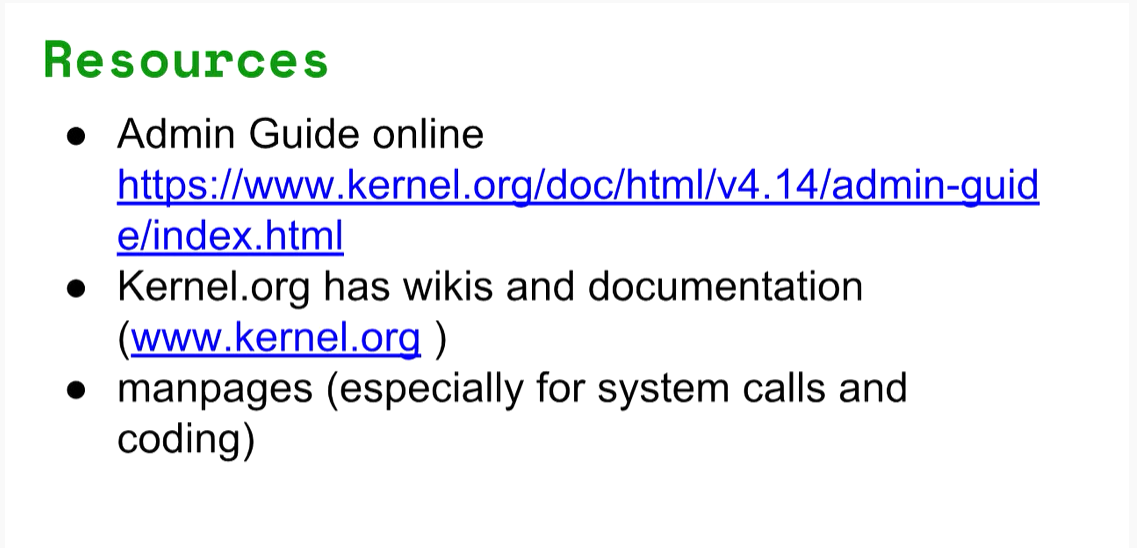 Resources
● Admin Guide online
https://www.kernel.org/doc/html/v4.14/admin-guid
e/index.html
● Kernel.org has wikis and documentation
(www.kernel.org )
● manpages (especially for system calls and
coding)